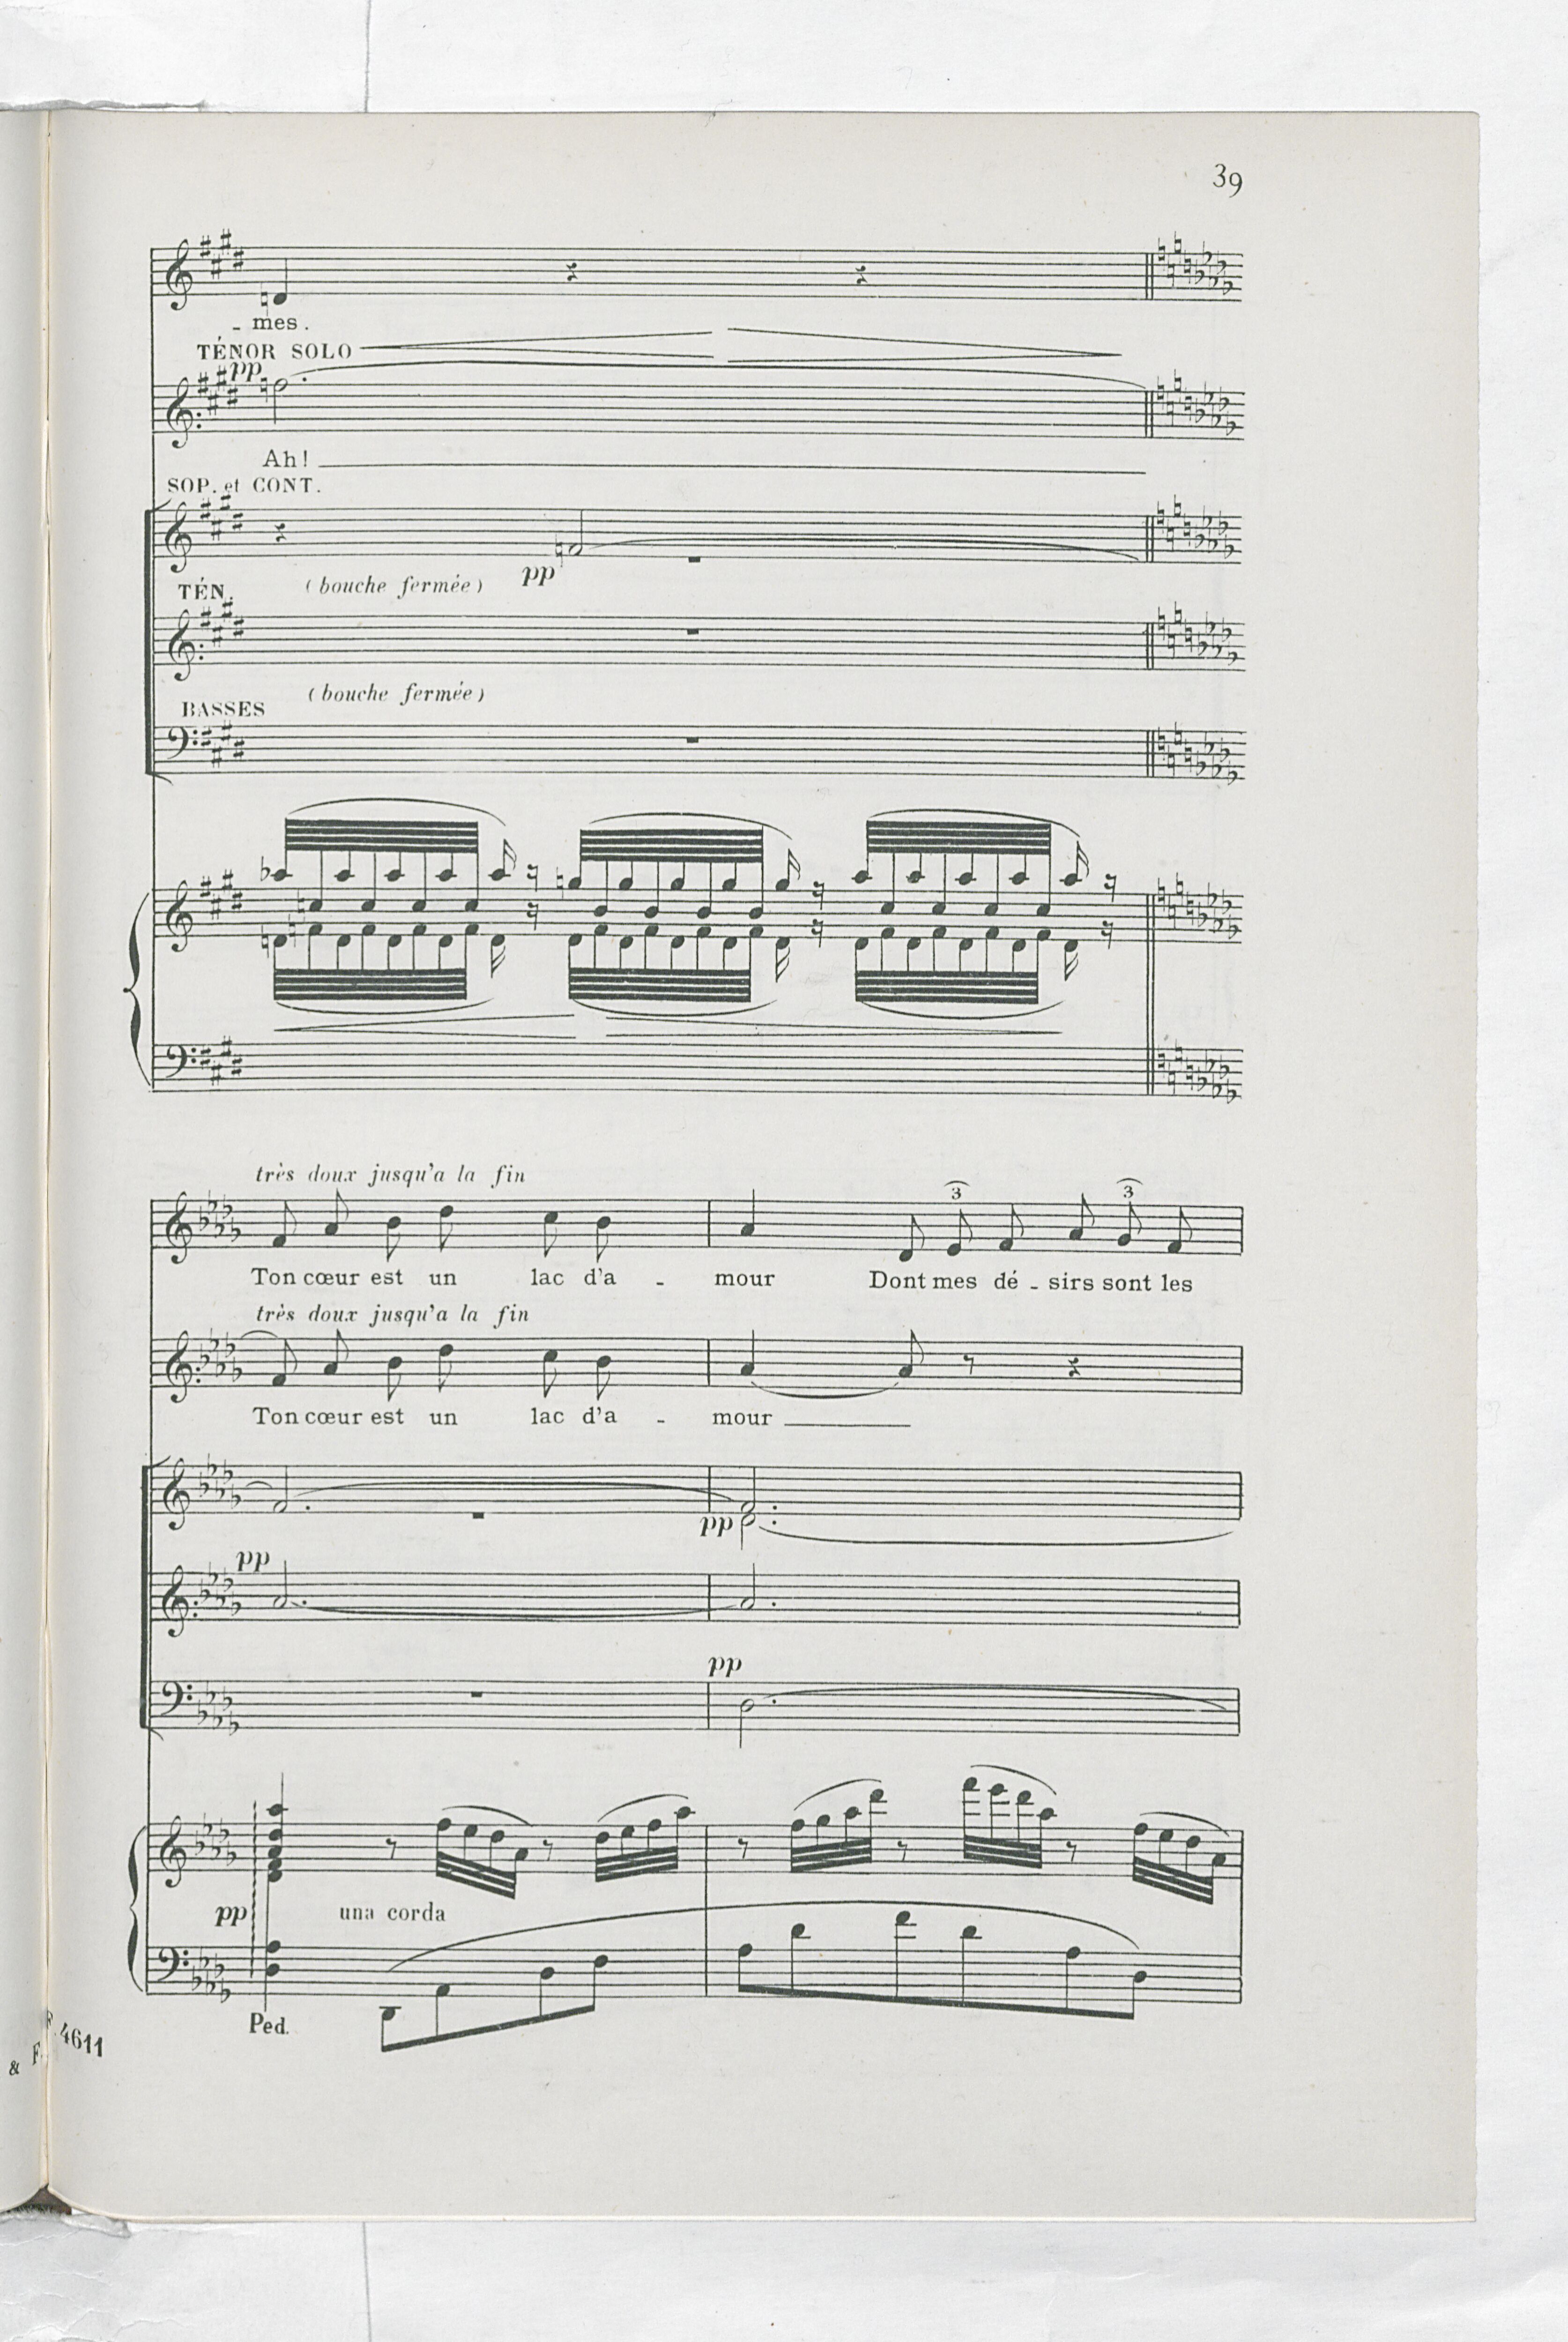 39
- mes.
TÉNOR SOLO
pp
Ah!
SOP. et CONT.
pp
TÉN. (bouche fermée)
(bouche fermée)
BASSES
très doux jusqu'a la fin
3 3
Ton cœur est un lac d'a - mour Dont mes dé - sirs sont les
très doux jusqu'a la fin
Ton cœur est un lac d'a - mour
pp
pp
pp
pp una corda
Ped.
& F. 4611